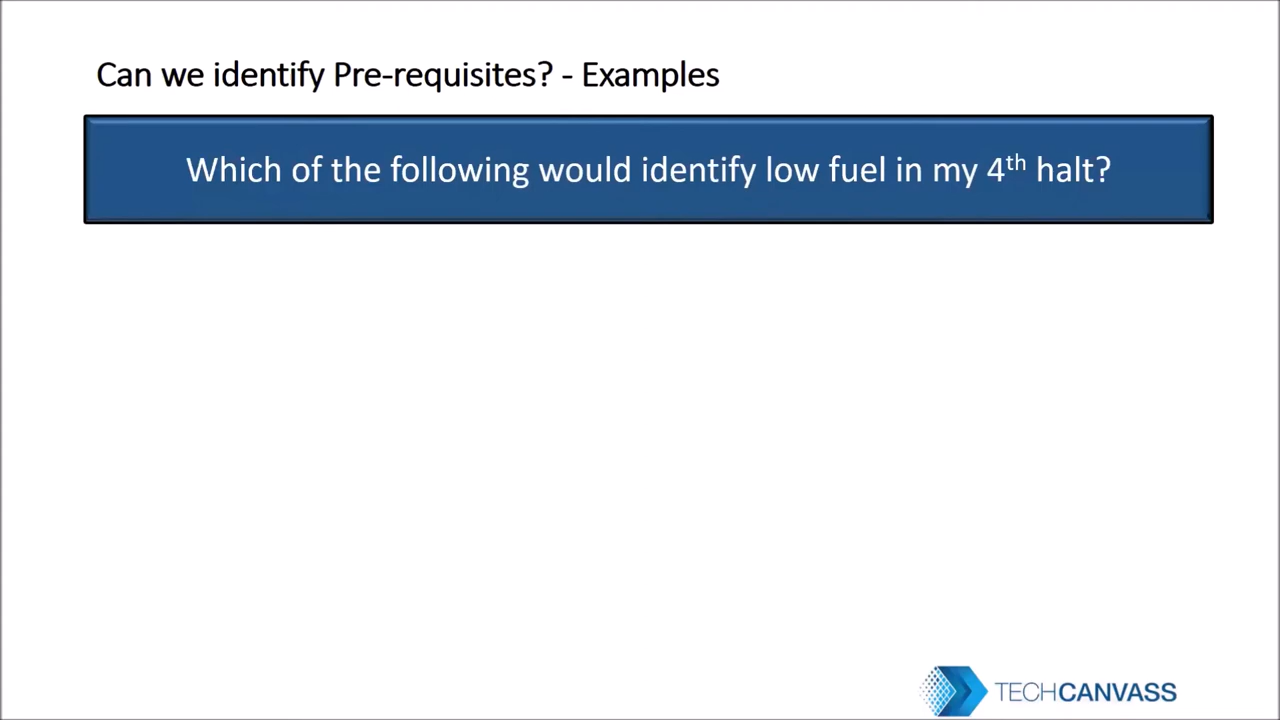 Can we identify Pre-requisites? - Examples
Which of the following would identify low fuel in my 4th halt?
TECHCANVASS